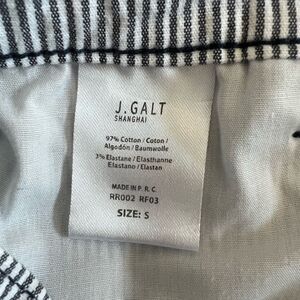 J. GALT
SHANGHAI
97% Cotton / Coton /
Algodón / Baumwolle
3% Elastane / Elasthanne
Elastano / Elastan
MADE IN P. R. C.
RR002 RF03
SIZE: S